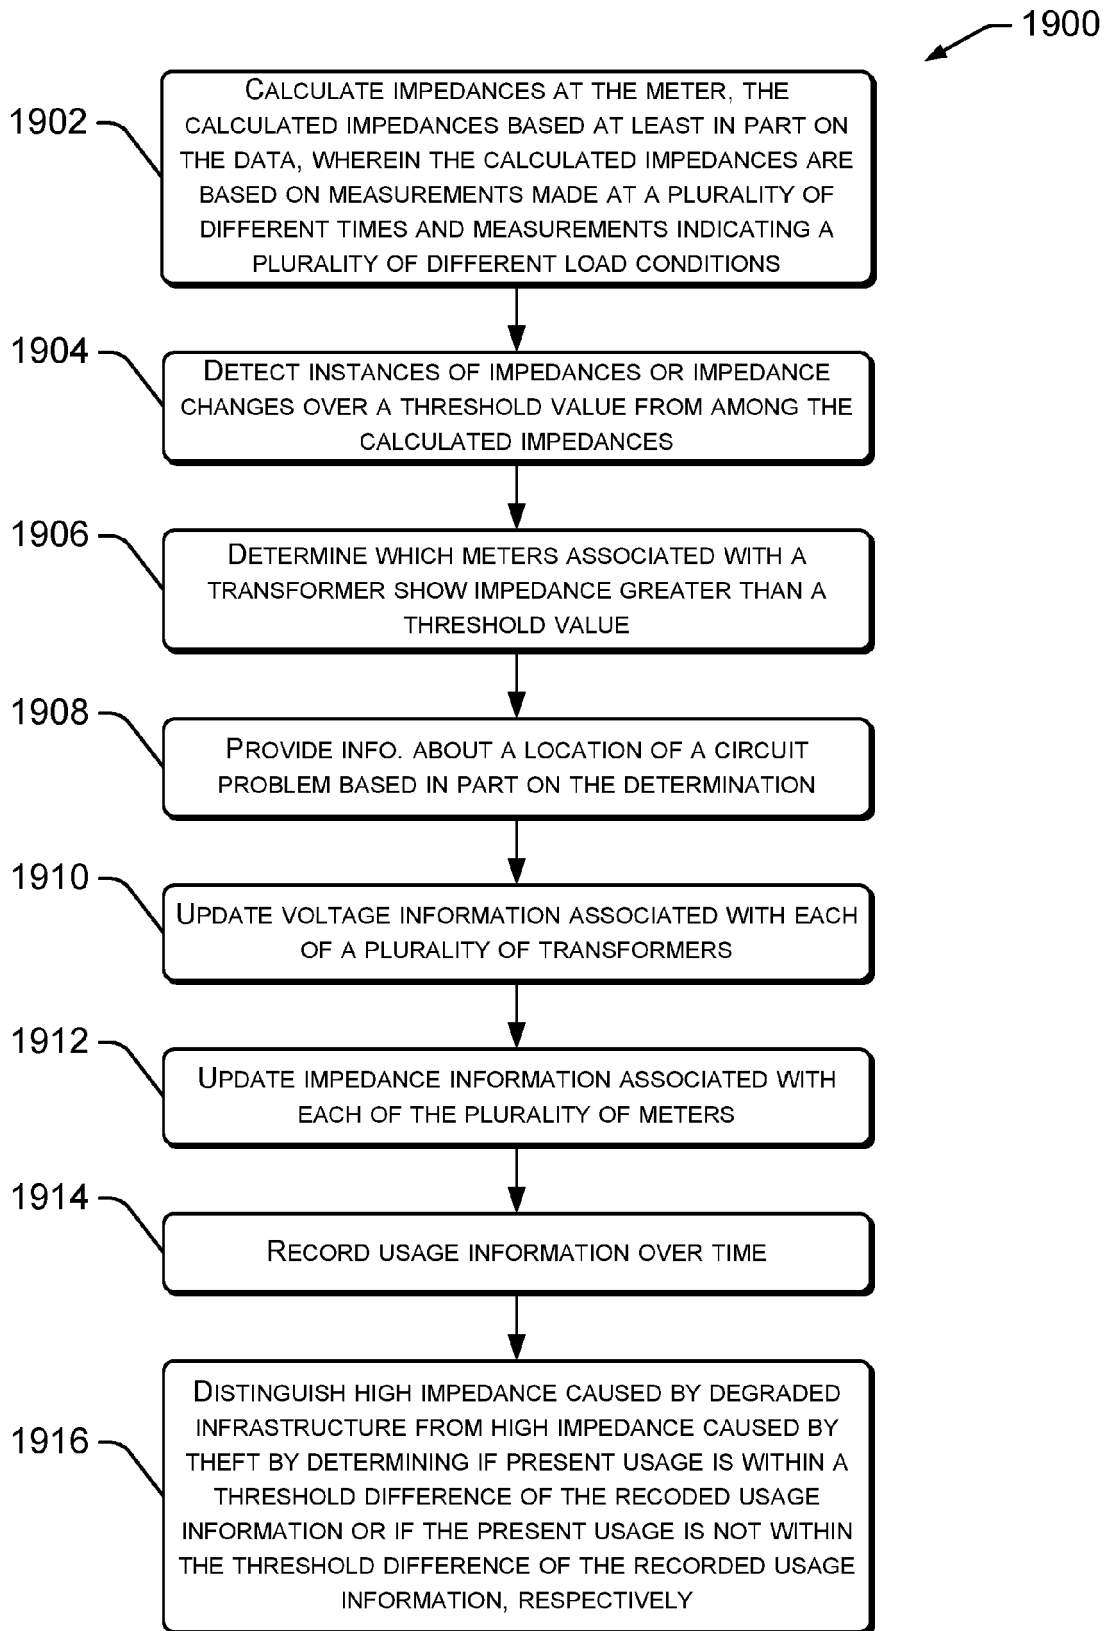 1900
1902
CALCULATE IMPEDANCES AT THE METER, THE
CALCULATED IMPEDANCES BASED AT LEAST IN PART ON
THE DATA, WHEREIN THE CALCULATED IMPEDANCES ARE
BASED ON MEASUREMENTS MADE AT A PLURALITY OF
DIFFERENT TIMES AND MEASUREMENTS INDICATING A
PLURALITY OF DIFFERENT LOAD CONDITIONS
1904
DETECT INSTANCES OF IMPEDANCES OR IMPEDANCE
CHANGES OVER A THRESHOLD VALUE FROM AMONG THE
CALCULATED IMPEDANCES
1906
DETERMINE WHICH METERS ASSOCIATED WITH A
TRANSFORMER SHOW IMPEDANCE GREATER THAN A
THRESHOLD VALUE
1908
PROVIDE INFO. ABOUT A LOCATION OF A CIRCUIT
PROBLEM BASED IN PART ON THE DETERMINATION
1910
UPDATE VOLTAGE INFORMATION ASSOCIATED WITH EACH
OF A PLURALITY OF TRANSFORMERS
1912
UPDATE IMPEDANCE INFORMATION ASSOCIATED WITH
EACH OF THE PLURALITY OF METERS
1914
RECORD USAGE INFORMATION OVER TIME
1916
DISTINGUISH HIGH IMPEDANCE CAUSED BY DEGRADED
INFRASTRUCTURE FROM HIGH IMPEDANCE CAUSED BY
THEFT BY DETERMINING IF PRESENT USAGE IS WITHIN A
THRESHOLD DIFFERENCE OF THE RECODED USAGE
INFORMATION OR IF THE PRESENT USAGE IS NOT WITHIN
THE THRESHOLD DIFFERENCE OF THE RECORDED USAGE
INFORMATION, RESPECTIVELY